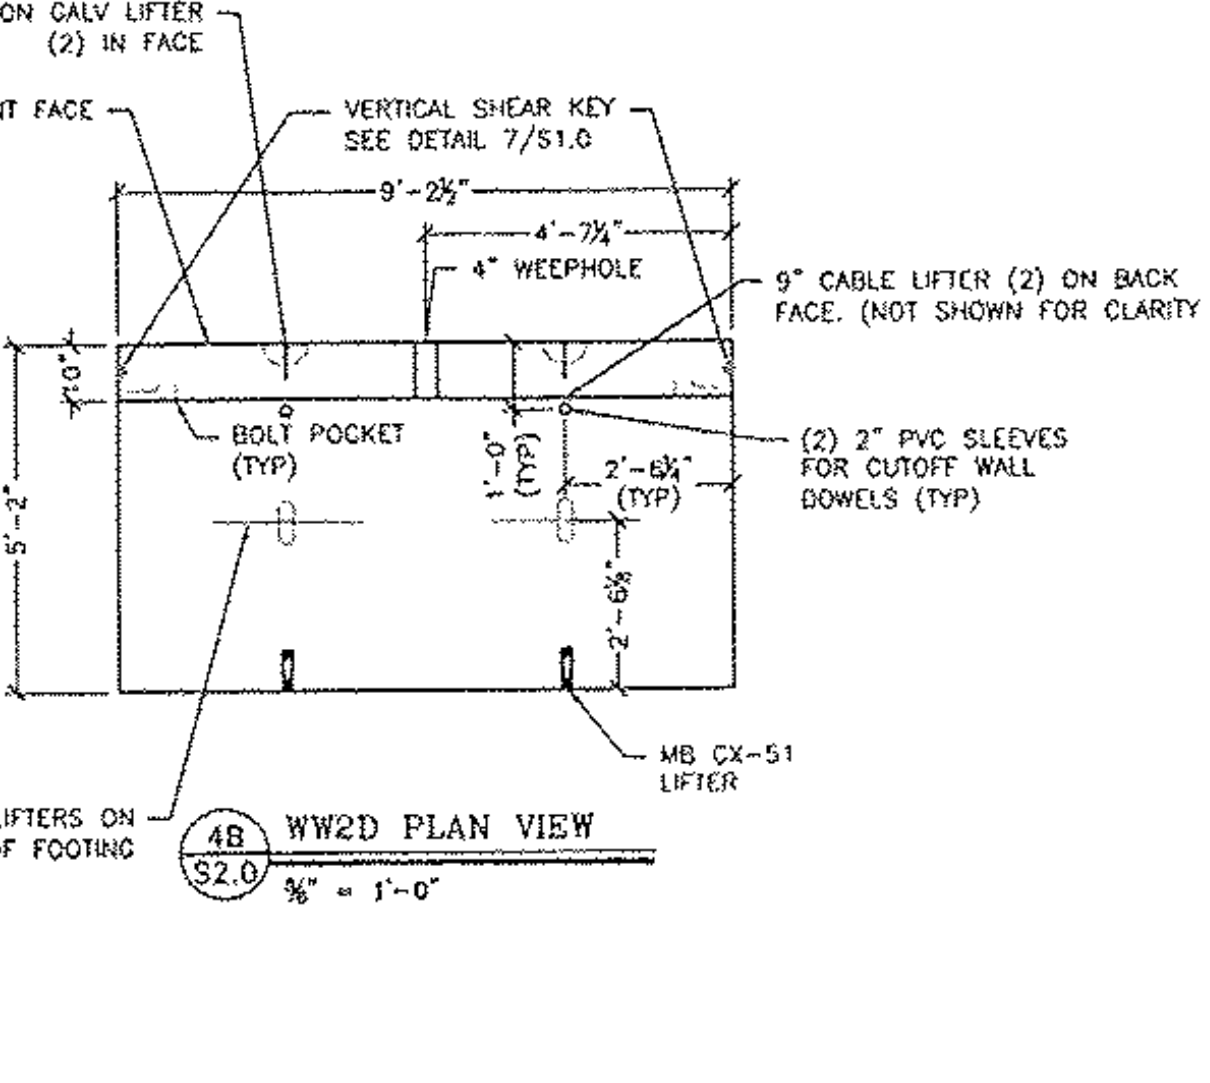 ON GALV LIFTER
(2) IN FACE
FACE
VERTICAL SHEAR KEY
SEE DETAIL 7/S1.0
9'-2½"
4'-7¼"
4" WEEPHOLE
9" CABLE LIFTER (2) ON BACK
FACE. (NOT SHOWN FOR CLARITY
BOLT POCKET
(TYP)
1'-0"
(TYP)
2'-6¼"
(TYP)
(2) 2" PVC SLEEVES
FOR CUTOFF WALL
DOWELS (TYP)
5'-2"
2'-6⅛"
MB CX-51
LIFTER
LIFTERS ON
OF FOOTING
4B
S2.0
WW2D PLAN VIEW
⅜" = 1'-0"